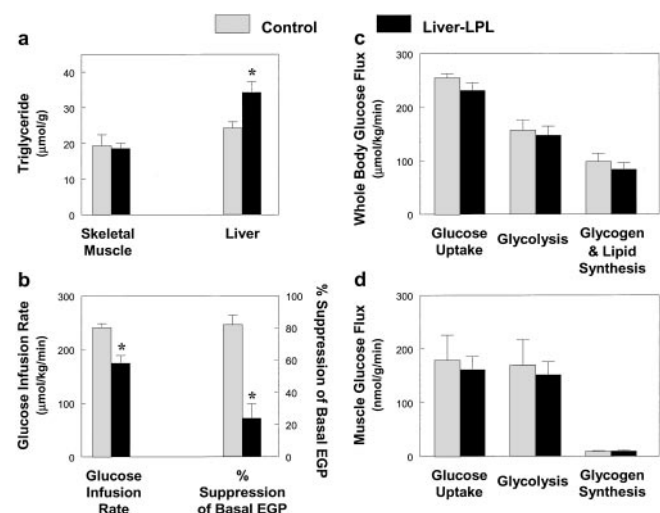 Control
Liver-LPL
a
Triglyceride
(μmol/g)
40
30
20
10
0
*
Skeletal
Muscle
Liver
c
Whole Body Glucose Flux
(μmol/kg/min)
300
200
100
0
Glucose
Uptake
Glycolysis
Glycogen
& Lipid
Synthesis
b
Glucose Infusion Rate
(μmol/kg/min)
300
200
100
0
*
*
100
80
60
40
20
0
% Suppression of Basal EGP
Glucose
Infusion
Rate
%
Suppression
of Basal EGP
d
Muscle Glucose Flux
(nmol/g/min)
300
200
100
0
Glucose
Uptake
Glycolysis
Glycogen
Synthesis